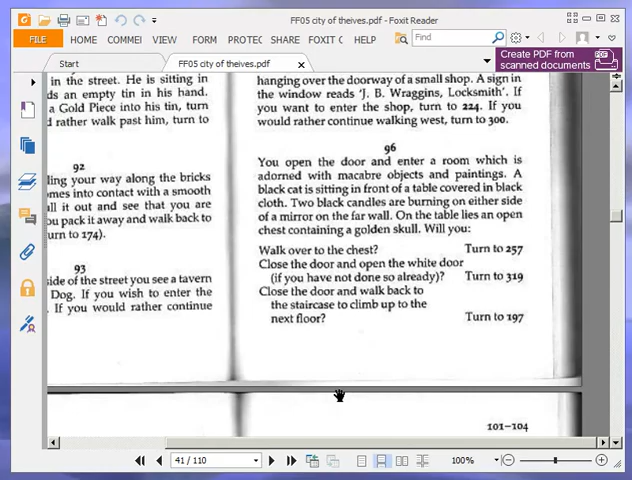 FF05 city of theives.pdf - Foxit Reader
FILE HOME COMMEI VIEW FORM PROTEC SHARE FOXIT C HELP Find
Create PDF from
scanned documents
Start FF05 city of theives.pdf
in the street. He is sitting in
ds an empty tin in his hand.
a Gold Piece into his tin, turn
d rather walk past him, turn to
92
ling your way along the bricks
omes into contact with a smooth
ll it out and see that you are
ou pack it away and walk back to
urn to 174).
93
side of the street you see a tavern
Dog. If you wish to enter the
. If you would rather continue
hanging over the doorway of a small shop. A sign in
the window reads 'J. B. Wraggins, Locksmith'. If
you want to enter the shop, turn to 224. If you
would rather continue walking west, turn to 300.
96
You open the door and enter a room which is
adorned with macabre objects and paintings. A
black cat is sitting in front of a table covered in black
cloth. Two black candles are burning on either side
of a mirror on the far wall. On the table lies an open
chest containing a golden skull. Will you:
Walk over to the chest? Turn to 257
Close the door and open the white door
(if you have not done so already)? Turn to 319
Close the door and walk back to
the staircase to climb up to the
next floor? Turn to 197
101–104
41 / 110 100%